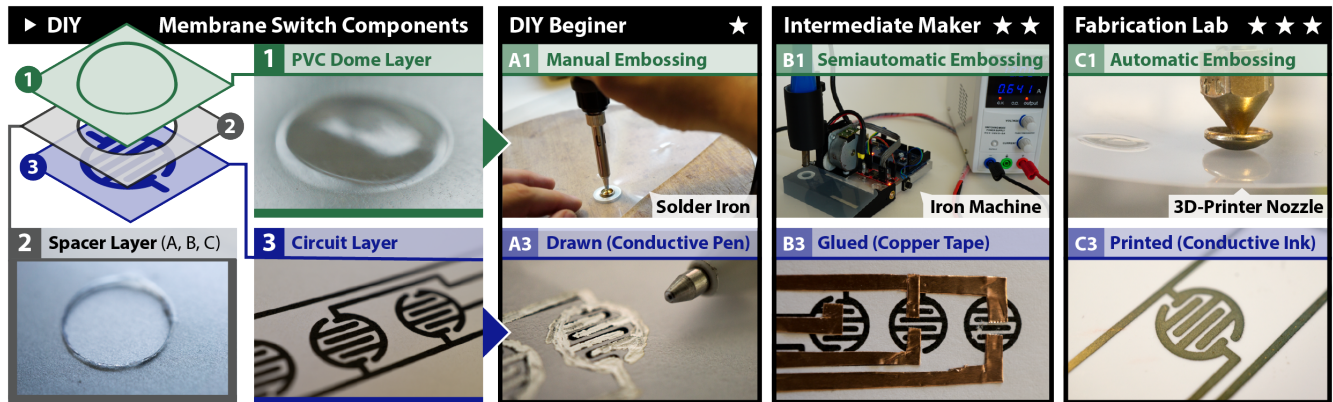 ▶ DIY Membrane Switch Components
1
2
3
1 PVC Dome Layer
2 Spacer Layer (A, B, C)
3 Circuit Layer
DIY Beginer ★
A1 Manual Embossing
Solder Iron
A3 Drawn (Conductive Pen)
Intermediate Maker ★ ★
B1 Semiautomatic Embossing
0.641 A
Iron Machine
B3 Glued (Copper Tape)
Fabrication Lab ★ ★ ★
C1 Automatic Embossing
3D-Printer Nozzle
C3 Printed (Conductive Ink)